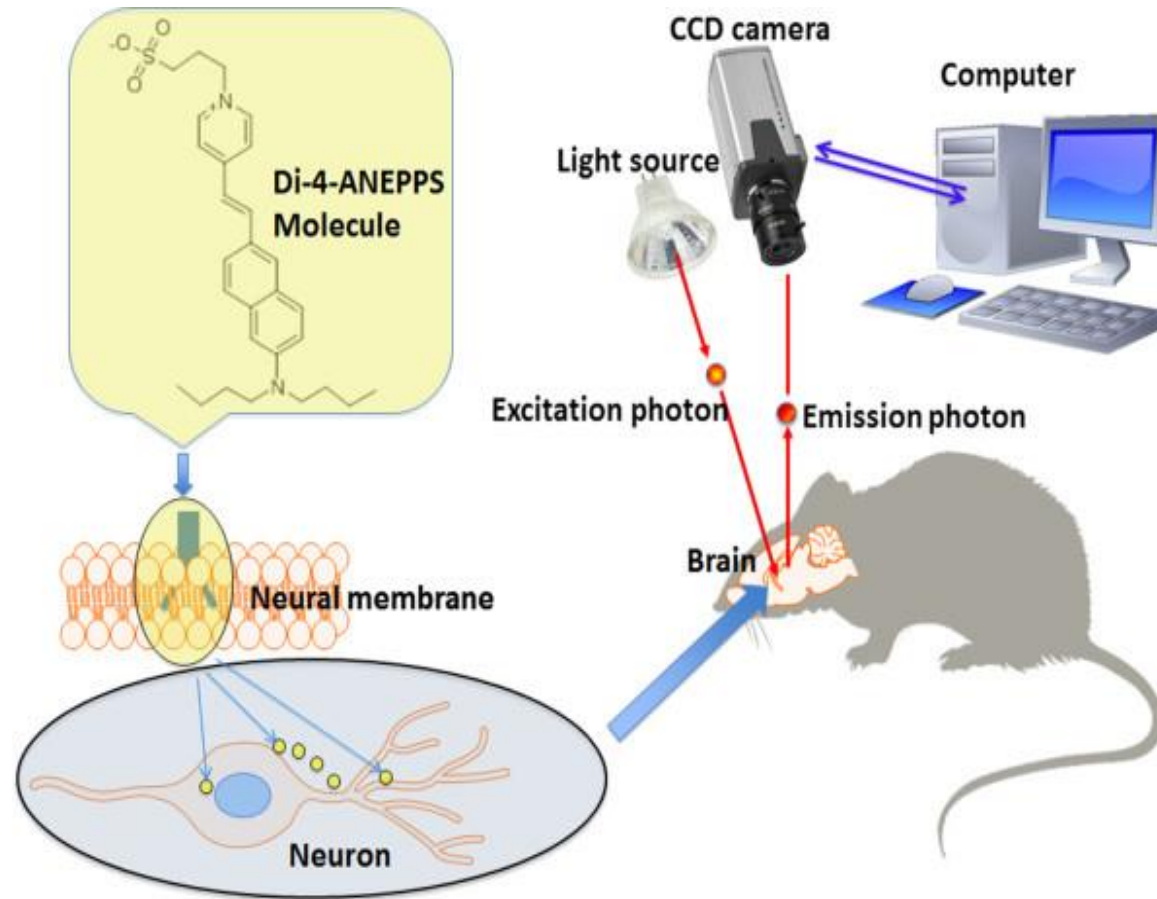 -O
O
S
O
N
+
Di-4-ANEPPS
Molecule
N
CCD camera
Computer
Light source
Excitation photon
Emission photon
Brain
Neural membrane
Neuron